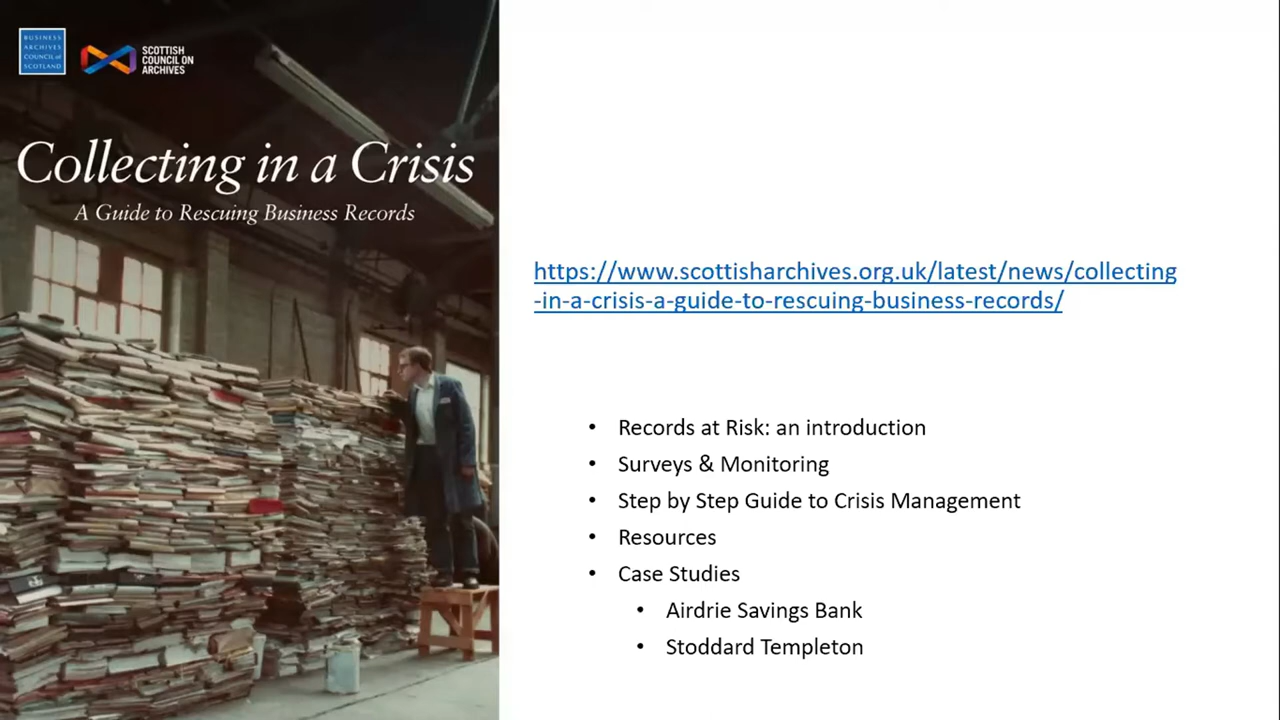 BUSINESS
ARCHIVES
COUNCIL of
SCOTLAND
SCOTTISH
COUNCIL ON
ARCHIVES
Collecting in a Crisis
A Guide to Rescuing Business Records
https://www.scottisharchives.org.uk/latest/news/collecting
-in-a-crisis-a-guide-to-rescuing-business-records/
• Records at Risk: an introduction
• Surveys & Monitoring
• Step by Step Guide to Crisis Management
• Resources
• Case Studies
• Airdrie Savings Bank
• Stoddard Templeton